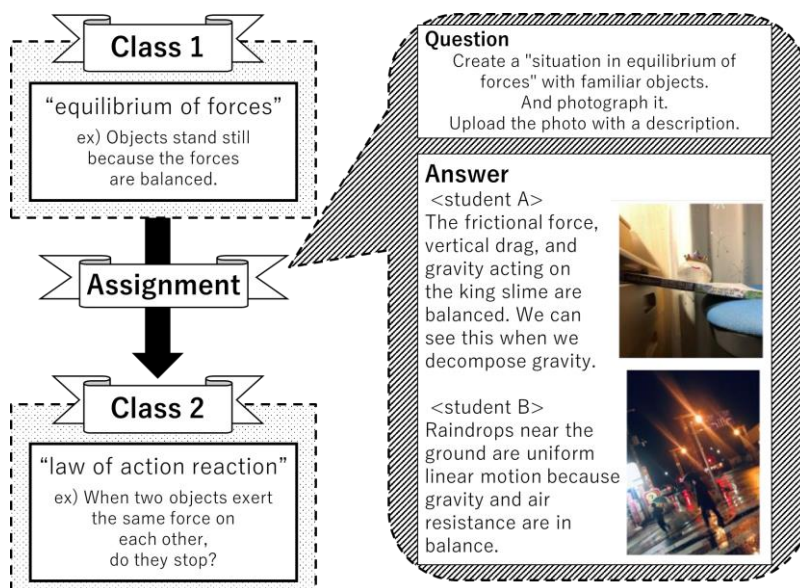 Class 1
“equilibrium of forces”
ex) Objects stand still
because the forces
are balanced.
Assignment
Class 2
“law of action reaction”
ex) When two objects exert
the same force on
each other,
do they stop?
Question
Create a "situation in equilibrium of
forces" with familiar objects.
And photograph it.
Upload the photo with a description.
Answer
<student A>
The frictional force,
vertical drag, and
gravity acting on
the king slime are
balanced. We can
see this when we
decompose gravity.
<student B>
Raindrops near the
ground are uniform
linear motion because
gravity and air
resistance are in
balance.